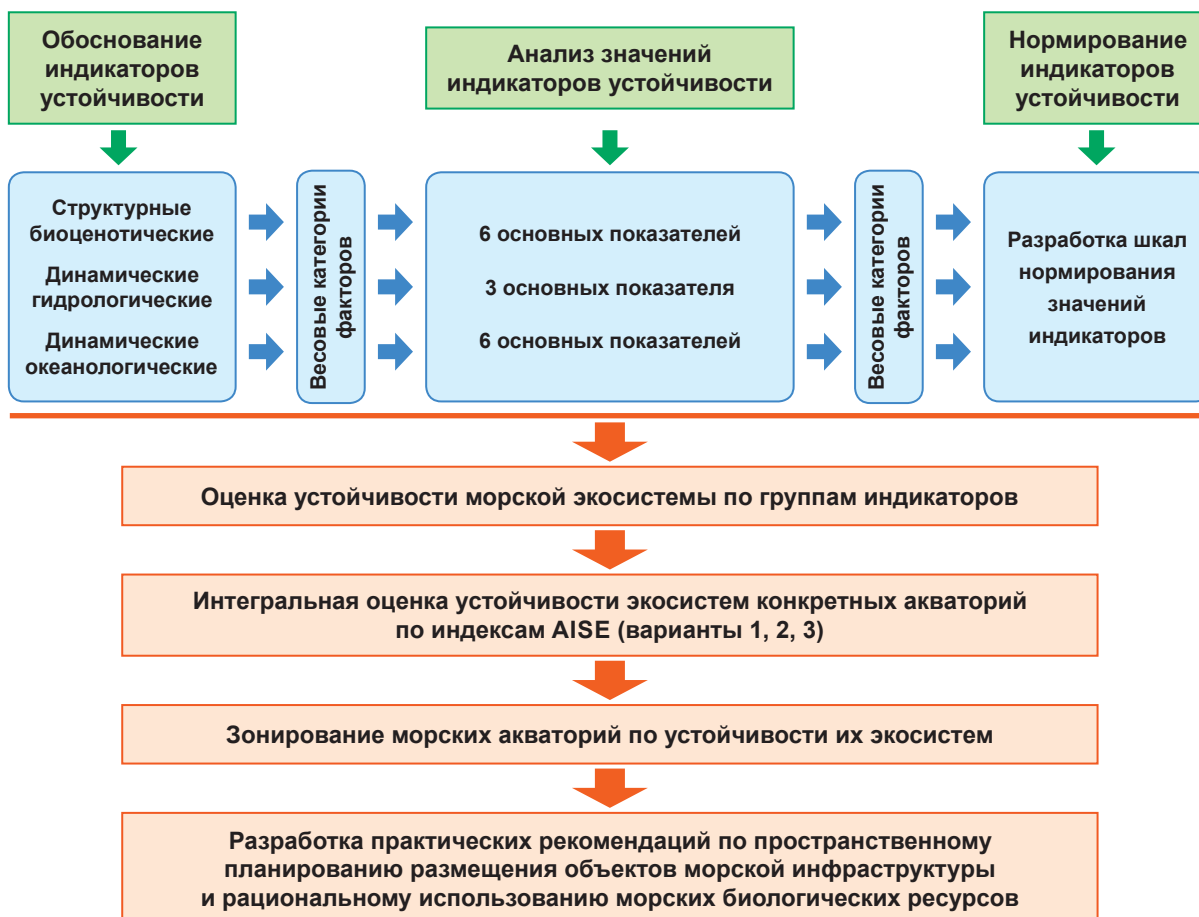 Обоснование
индикаторов
устойчивости
Анализ значений
индикаторов устойчивости
Нормирование
индикаторов
устойчивости
Структурные
биоценотические
Динамические
гидрологические
Динамические
океанологические
Весовые категории
факторов
6 основных показателей
3 основных показателя
6 основных показателей
Весовые категории
факторов
Разработка шкал
нормирования
значений
индикаторов
Оценка устойчивости морской экосистемы по группам индикаторов
Интегральная оценка устойчивости экосистем конкретных акваторий
по индексам AISE (варианты 1, 2, 3)
Зонирование морских акваторий по устойчивости их экосистем
Разработка практических рекомендаций по пространственному
планированию размещения объектов морской инфраструктуры
и рациональному использованию морских биологических ресурсов